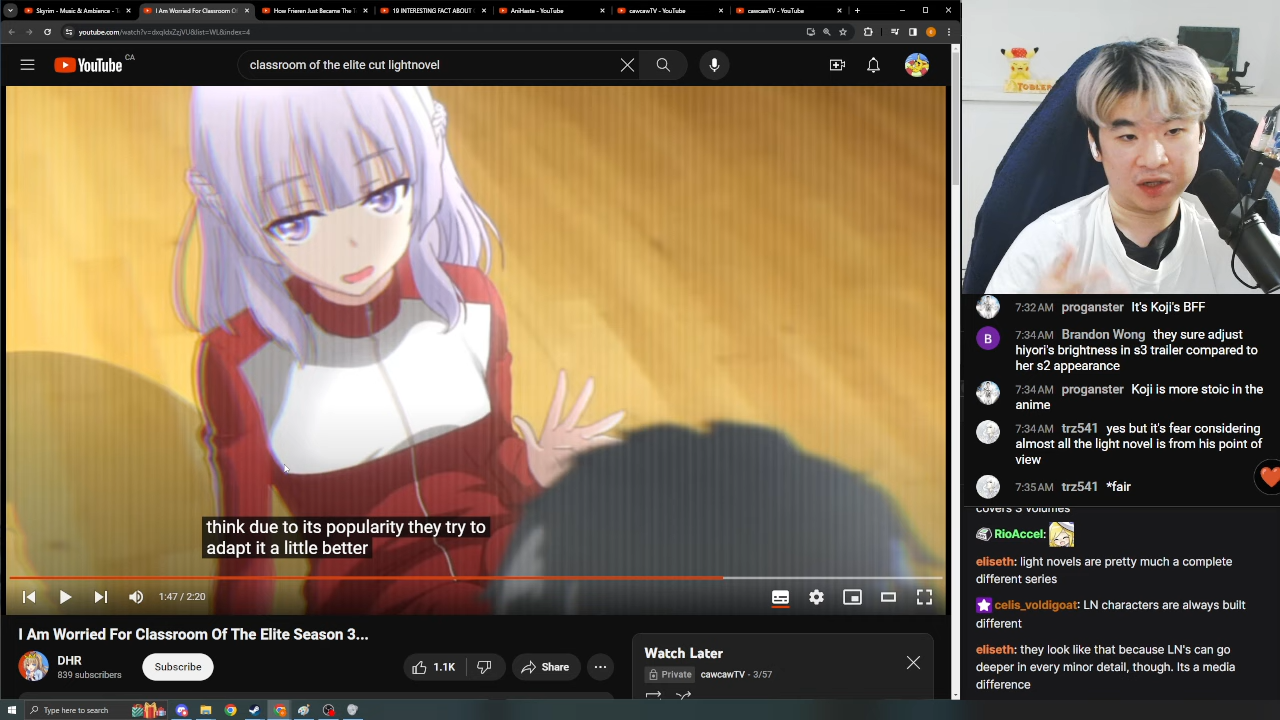 Skyrim - Music & Ambience - T
I Am Worried For Classroom Of
How Frieren Just Became The T
19 INTERESTING FACT ABOUT
AniHaste - YouTube
cawcawTV - YouTube
cawcawTV - YouTube
youtube.com/watch?v=dxqldxZzjVU&list=WL&index=4
YouTube CA
classroom of the elite cut lightnovel
TOBLER
think due to its popularity they try to
adapt it a little better
1:47 / 2:20
I Am Worried For Classroom Of The Elite Season 3...
DHR
839 subscribers
Subscribe
1.1K
Share
Watch Later
Private
cawcawTV - 3/57
Type here to search
7:32 AM proganster It's Koji's BFF
B
7:34 AM Brandon Wong they sure adjust
hiyori's brightness in s3 trailer compared to
her s2 appearance
7:34 AM proganster Koji is more stoic in the
anime
7:34 AM trz541 yes but it's fear considering
almost all the light novel is from his point of
view
7:35 AM trz541 *fair
covers 3 volumes
RioAccel:
eliseth: light novels are pretty much a complete
different series
celis_voldigoat: LN characters are always built
different
eliseth: they look like that because LN's can go
deeper in every minor detail, though. Its a media
difference